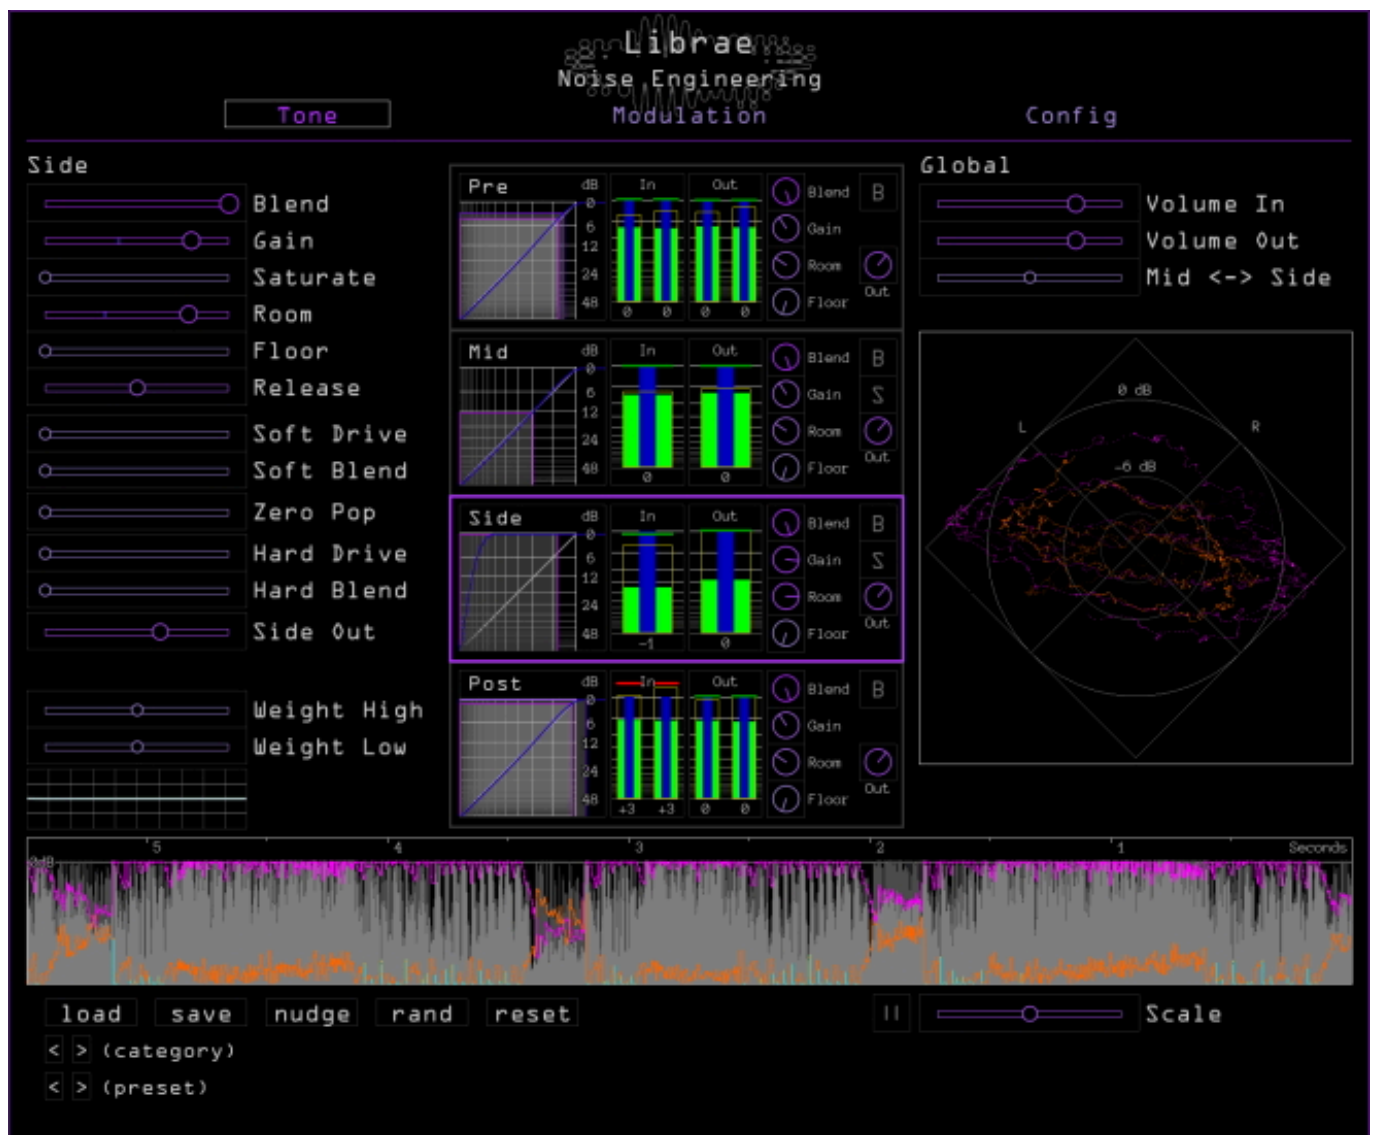 Librae
Noise Engineering
Tone Modulation Config
Side
Blend
Gain
Saturate
Room
Floor
Release
Soft Drive
Soft Blend
Zero Pop
Hard Drive
Hard Blend
Side Out
Weight High
Weight Low
Pre dB In Out Blend B
0
6 Gain
12
24 Room
48 0 0 0 0 Floor Out
Mid dB In Out Blend B
0
6 Gain S
12
24 Room
48 0 0 Floor Out
Side dB In Out Blend B
0
6 Gain S
12
24 Room
48 -1 0 Floor Out
Post dB In Out Blend B
0
6 Gain
12
24 Room
48 +3 +3 0 0 Floor Out
Global
Volume In
Volume Out
Mid <-> Side
0 dB
L R
-6 dB
5 4 3 2 1 Seconds
0dB
load save nudge rand reset
< > (category)
< > (preset)
Scale